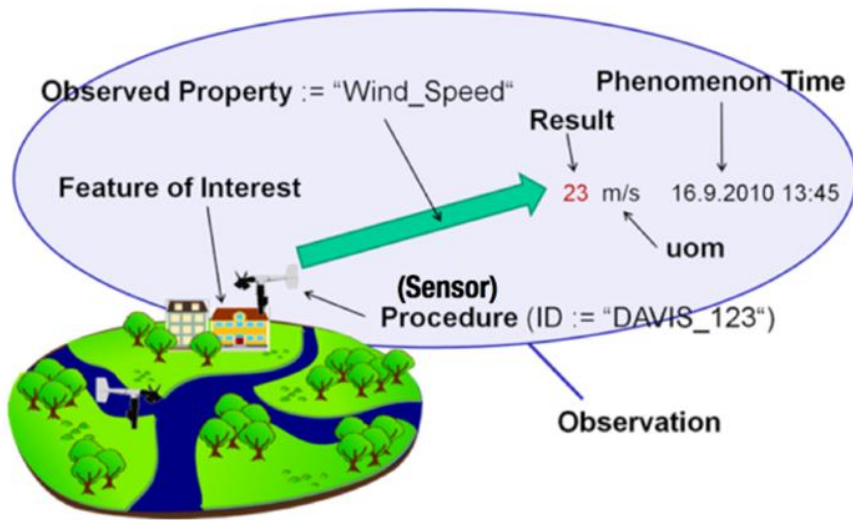 Phenomenon Time
Observed Property := “Wind_Speed“
Result
Feature of Interest
23 m/s 16.9.2010 13:45
uom
(Sensor)
Procedure (ID := “DAVIS_123“)
Observation